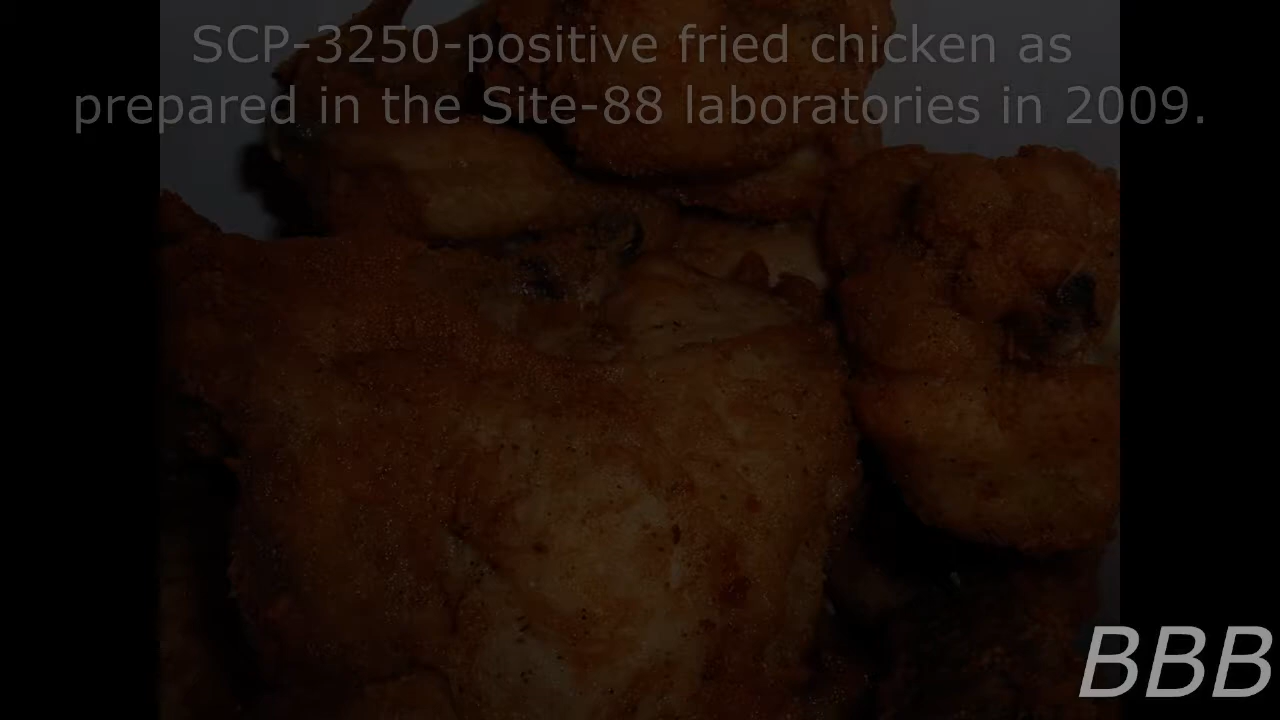 SCP-3250-positive fried chicken as
prepared in the Site-88 laboratories in 2009.
BBB